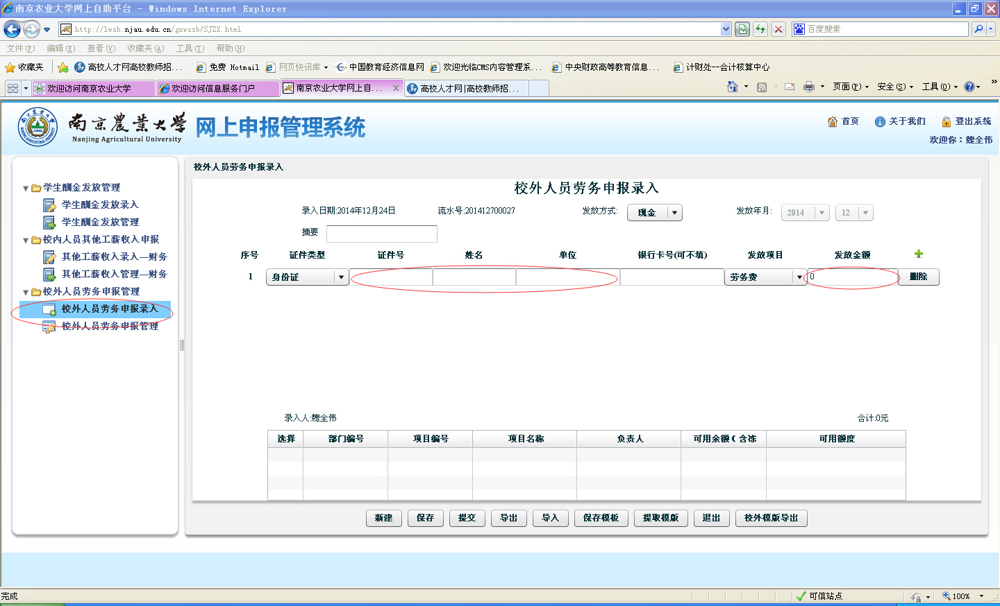 南京农业大学网上自助平台 - Windows Internet Explorer
http://lwsb.njau.edu.cn/gxwssb/SJZX.html
百度搜索
文件(F) 编辑(E) 查看(V) 收藏夹(A) 工具(T) 帮助(H)
收藏夹 高校人才网高校教师招... 免费 Hotmail 网页快讯库 中国教育经济信息网 欢迎光临CMS内容管理系... 中央财政高等教育信息... 计财处--会计核算中心
欢迎访问南京农业大学 欢迎访问信息服务门户 南京农业大学网上自... 高校人才网|高校教师招... 页面(P) 安全(S) 工具(O) »
南京農業大学 网上申报管理系统
Nanjing Agricultural University
首页 关于我们 登出系统
欢迎你：魏全伟
学生酬金发放管理
学生酬金发放录入
学生酬金发放管理
校内人员其他工薪收入申报
其他工薪收入录入—财务
其他工薪收入管理—财务
校外人员劳务申报管理
校外人员劳务申报录入
校外人员劳务申报管理
校外人员劳务申报录入
校外人员劳务申报录入
录入日期:2014年12月24日 流水号:201412700027 发放方式: 现金 发放年月: 2014 12
摘要
序号 证件类型 证件号 姓名 单位 银行卡号(可不填) 发放项目 发放金额
1 身份证 劳务费 0 删除
录入人:魏全伟 合计:0元
选择 部门编号 项目编号 项目名称 负责人 可用余额(含冻 可用额度
新建 保存 提交 导出 导入 保存模板 提取模版 退出 校外模版导出
完成 可信站点 100%